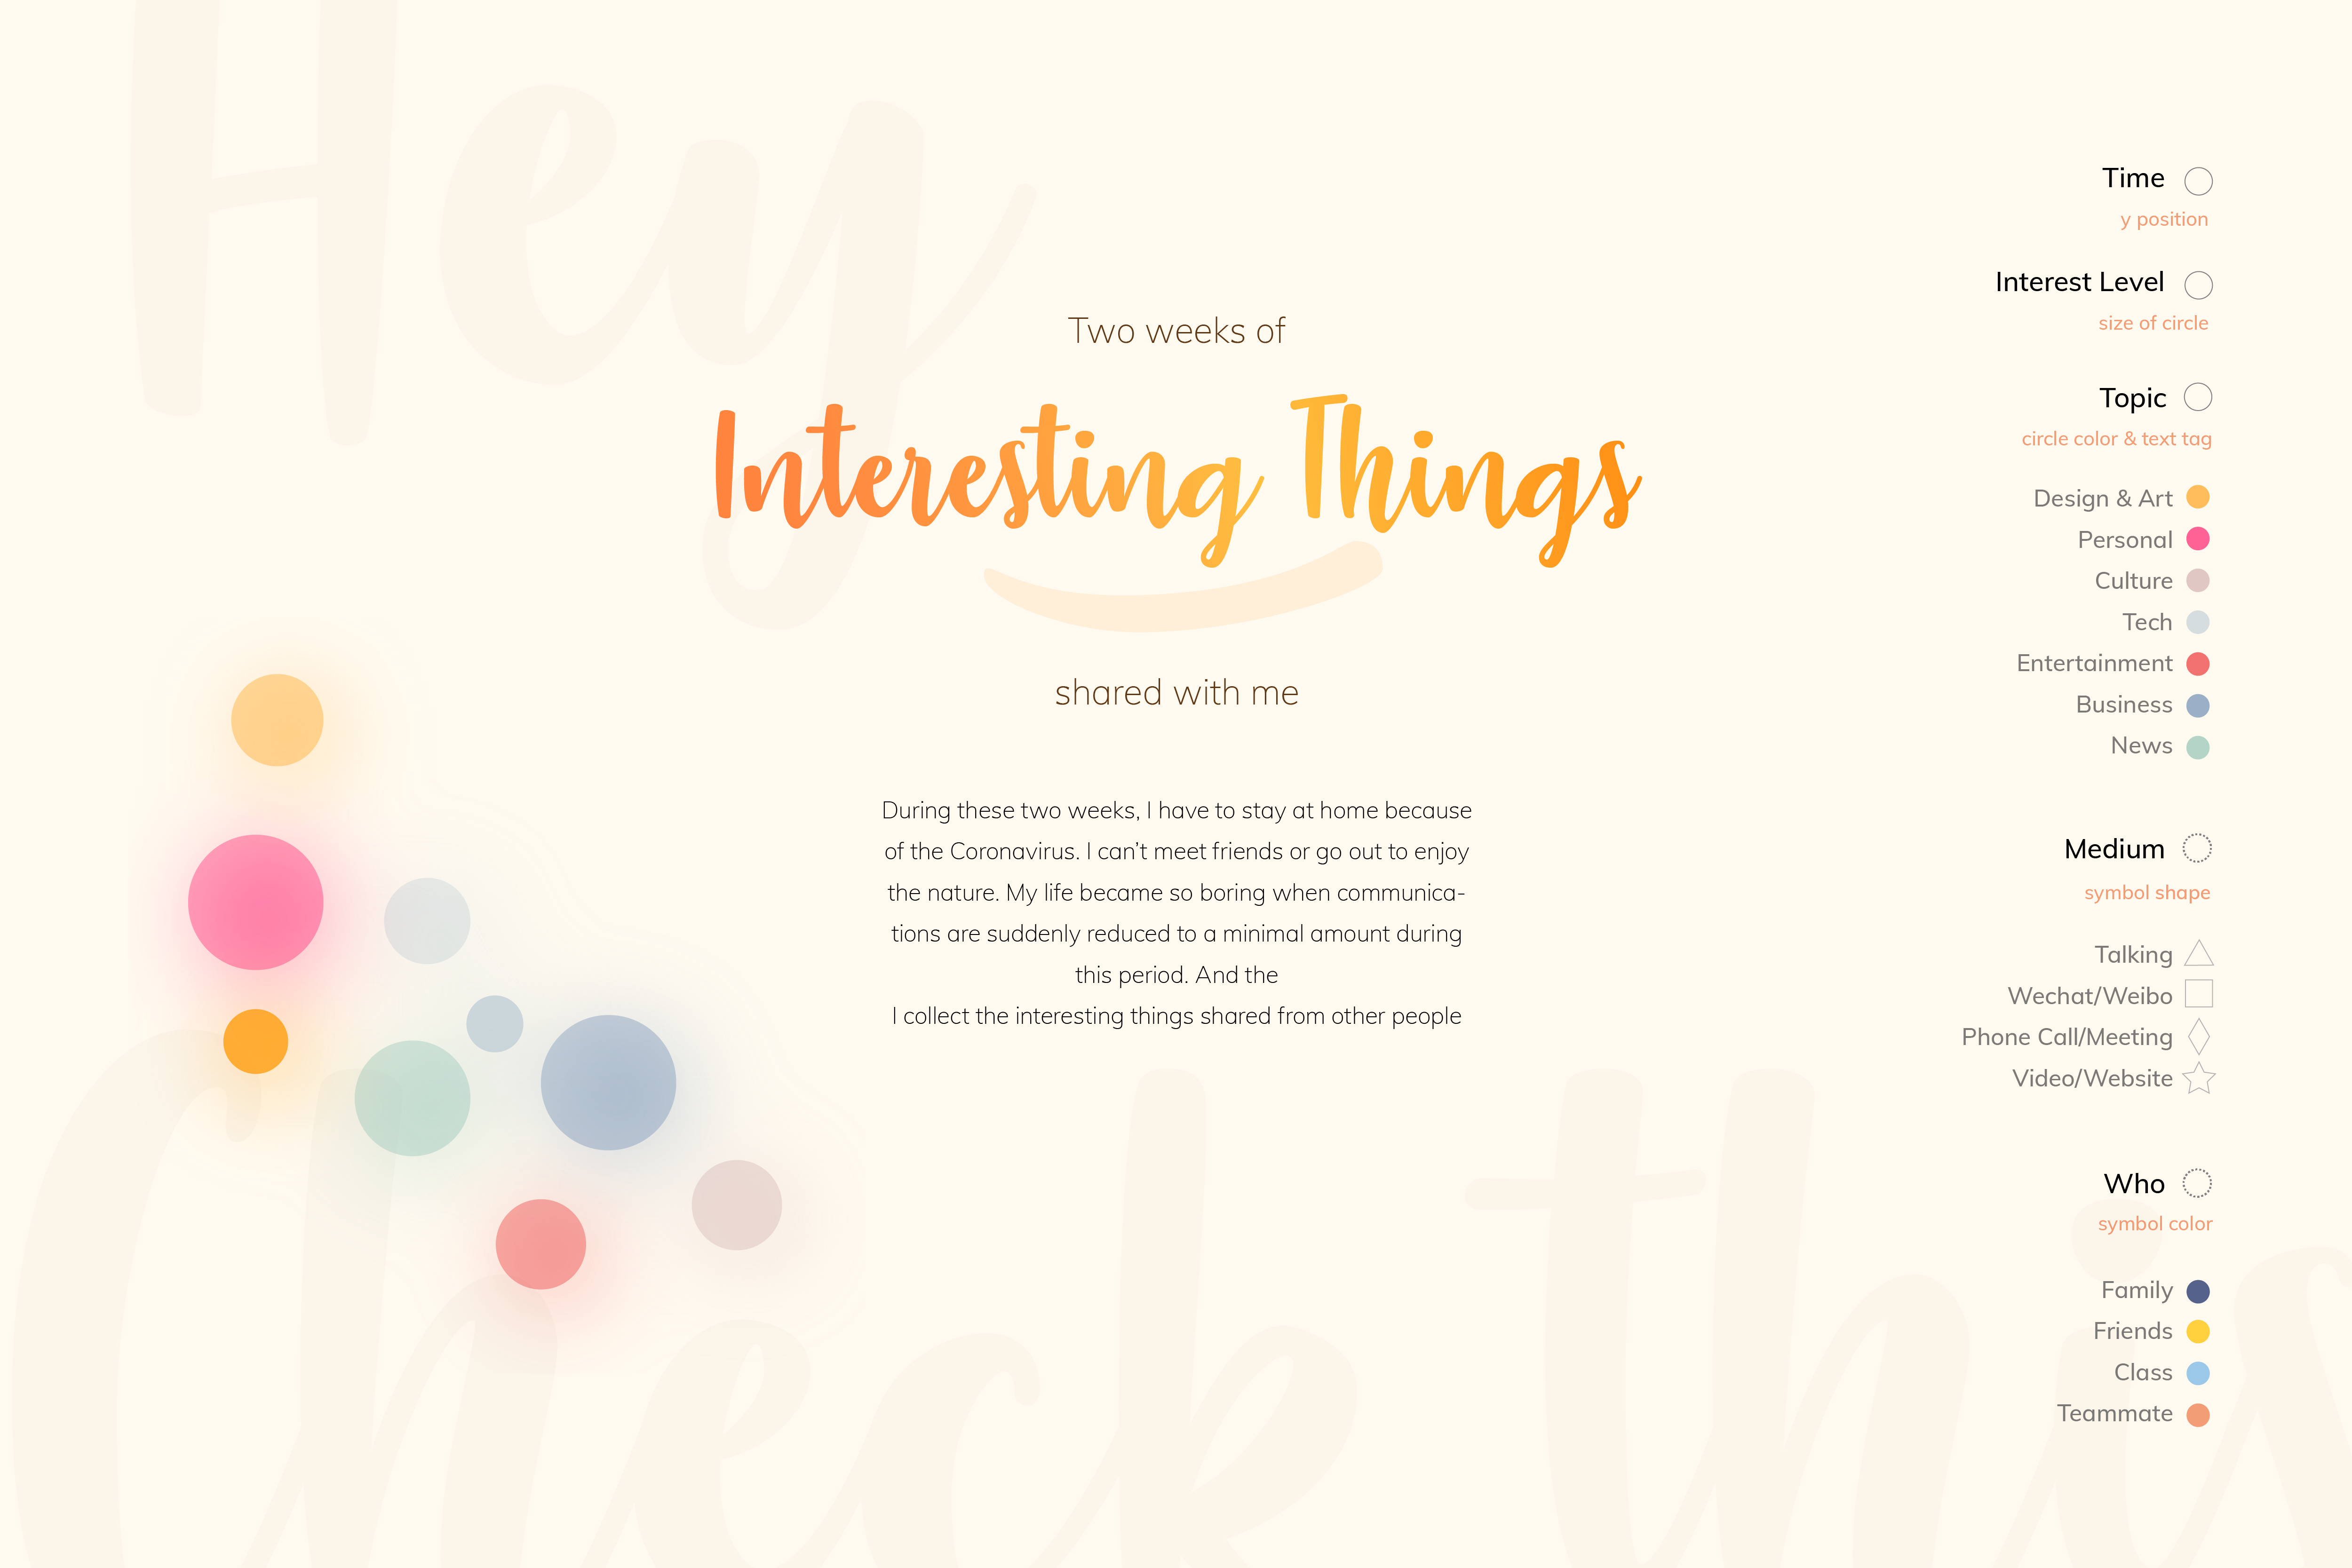 Hey
Check this
Two weeks of
Interesting Things
shared with me
During these two weeks, I have to stay at home because
of the Coronavirus. I can’t meet friends or go out to enjoy
the nature. My life became so boring when communica-
tions are suddenly reduced to a minimal amount during
this period. And the
I collect the interesting things shared from other people
Time
y position
Interest Level
size of circle
Topic
circle color & text tag
Design & Art
Personal
Culture
Tech
Entertainment
Business
News
Medium
symbol shape
Talking
Wechat/Weibo
Phone Call/Meeting
Video/Website
Who
symbol color
Family
Friends
Class
Teammate